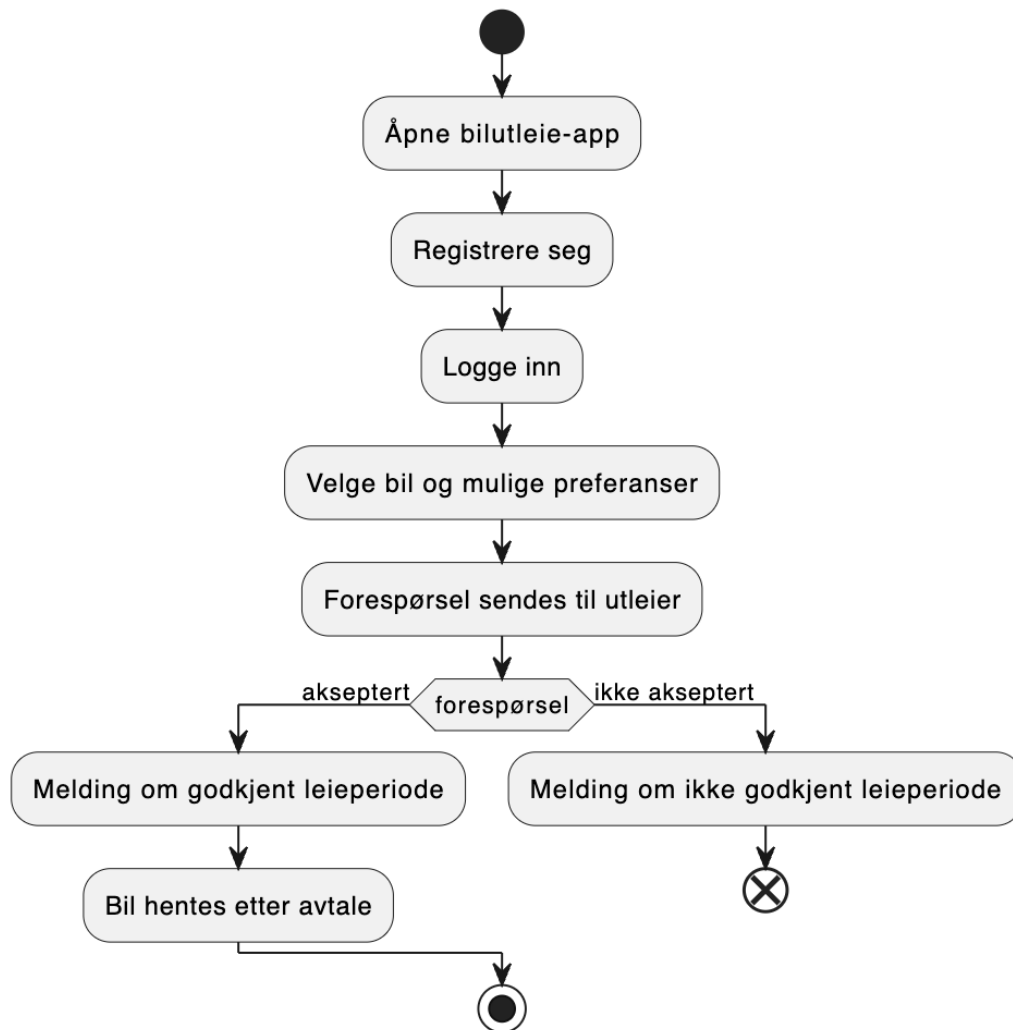 Åpne bilutleie-app
Registrere seg
Logge inn
Velge bil og mulige preferanser
Forespørsel sendes til utleier
akseptert
forespørsel
ikke akseptert
Melding om godkjent leieperiode
Melding om ikke godkjent leieperiode
Bil hentes etter avtale